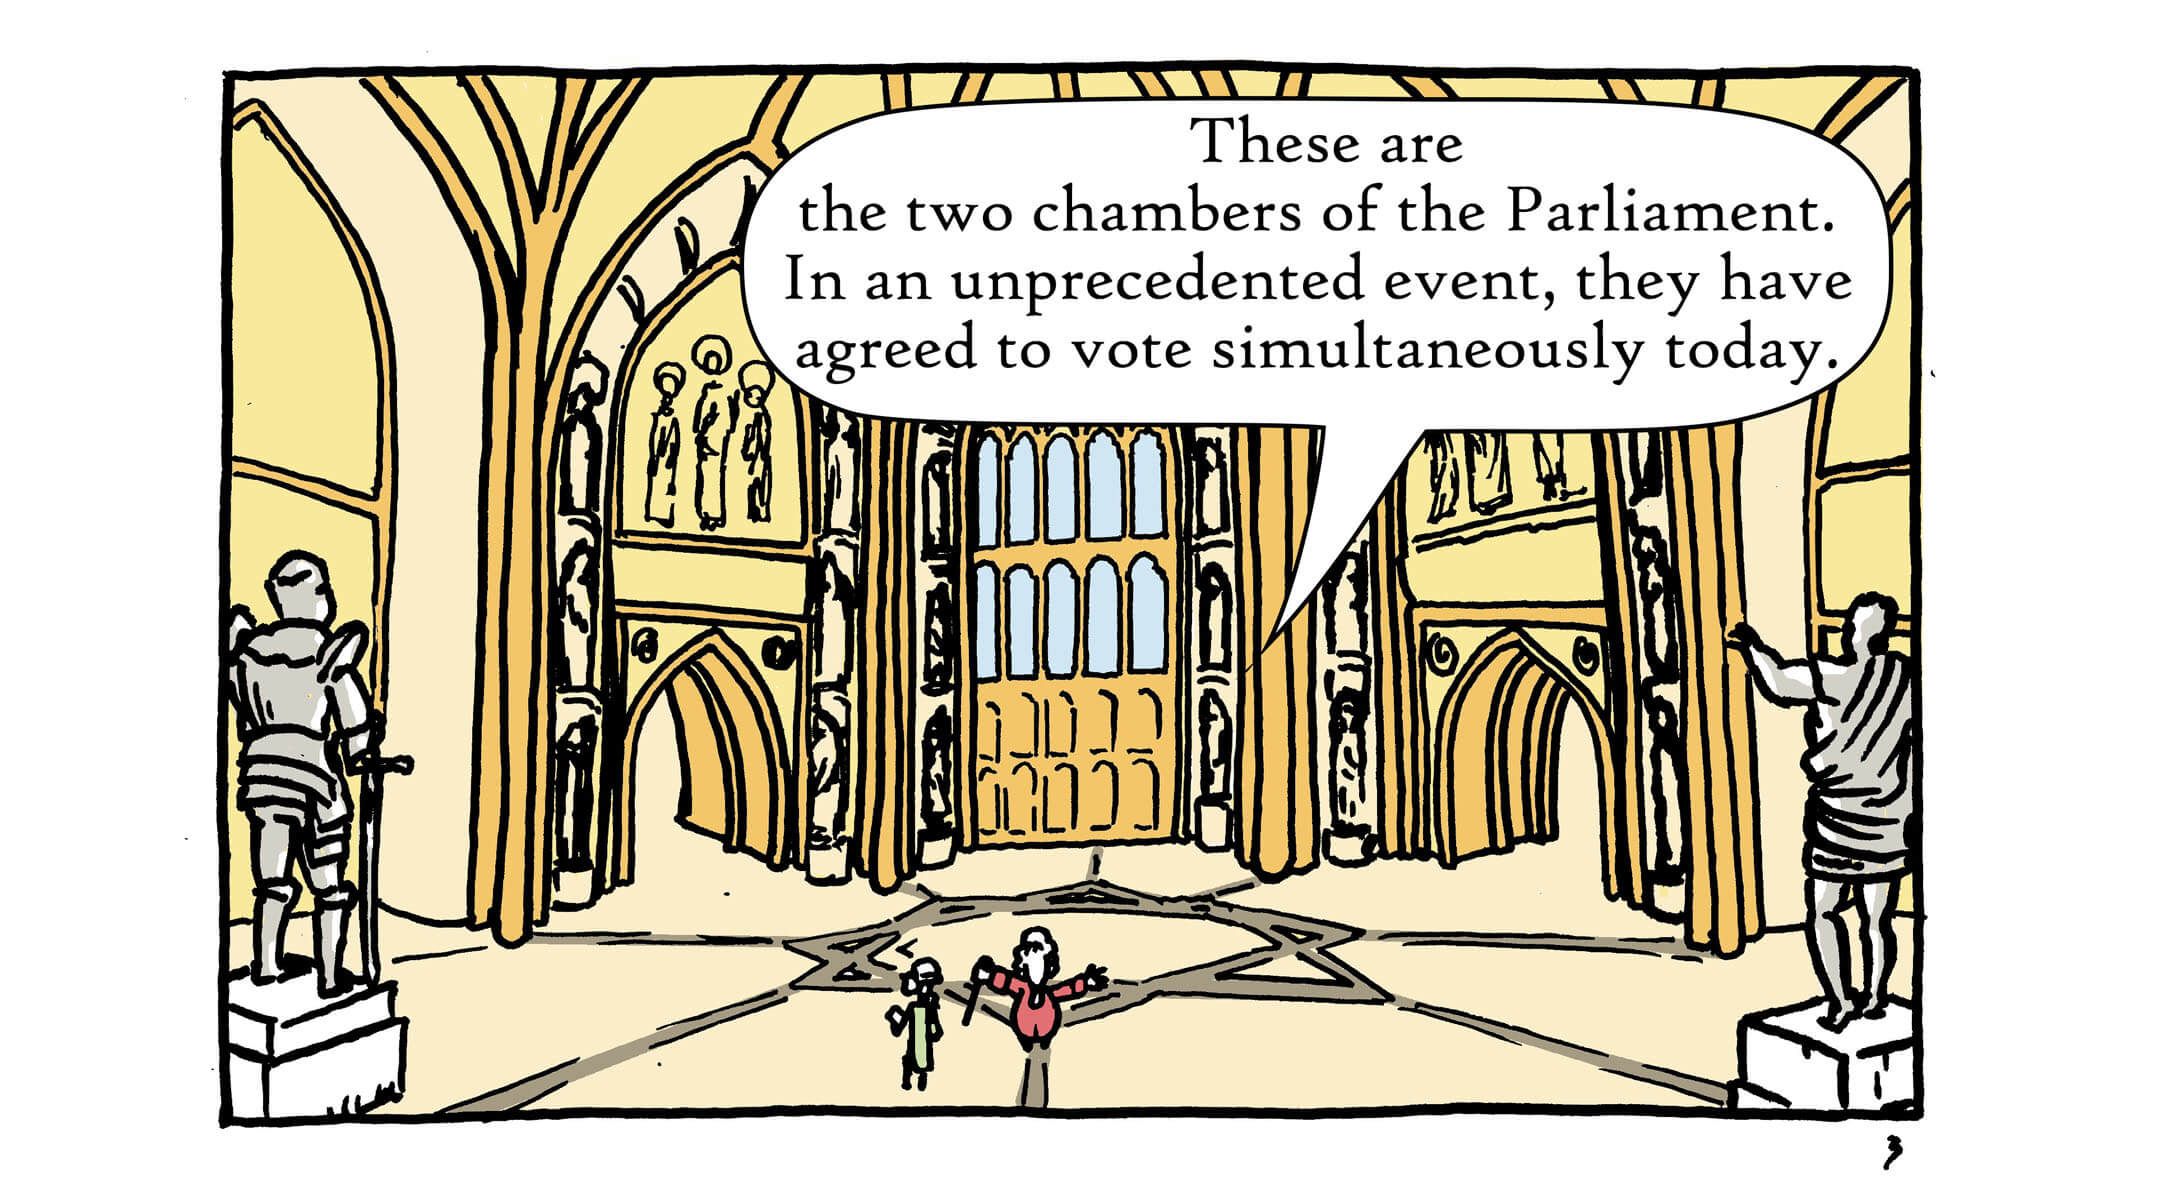 These are
the two chambers of the Parliament.
In an unprecedented event, they have
agreed to vote simultaneously today.
3